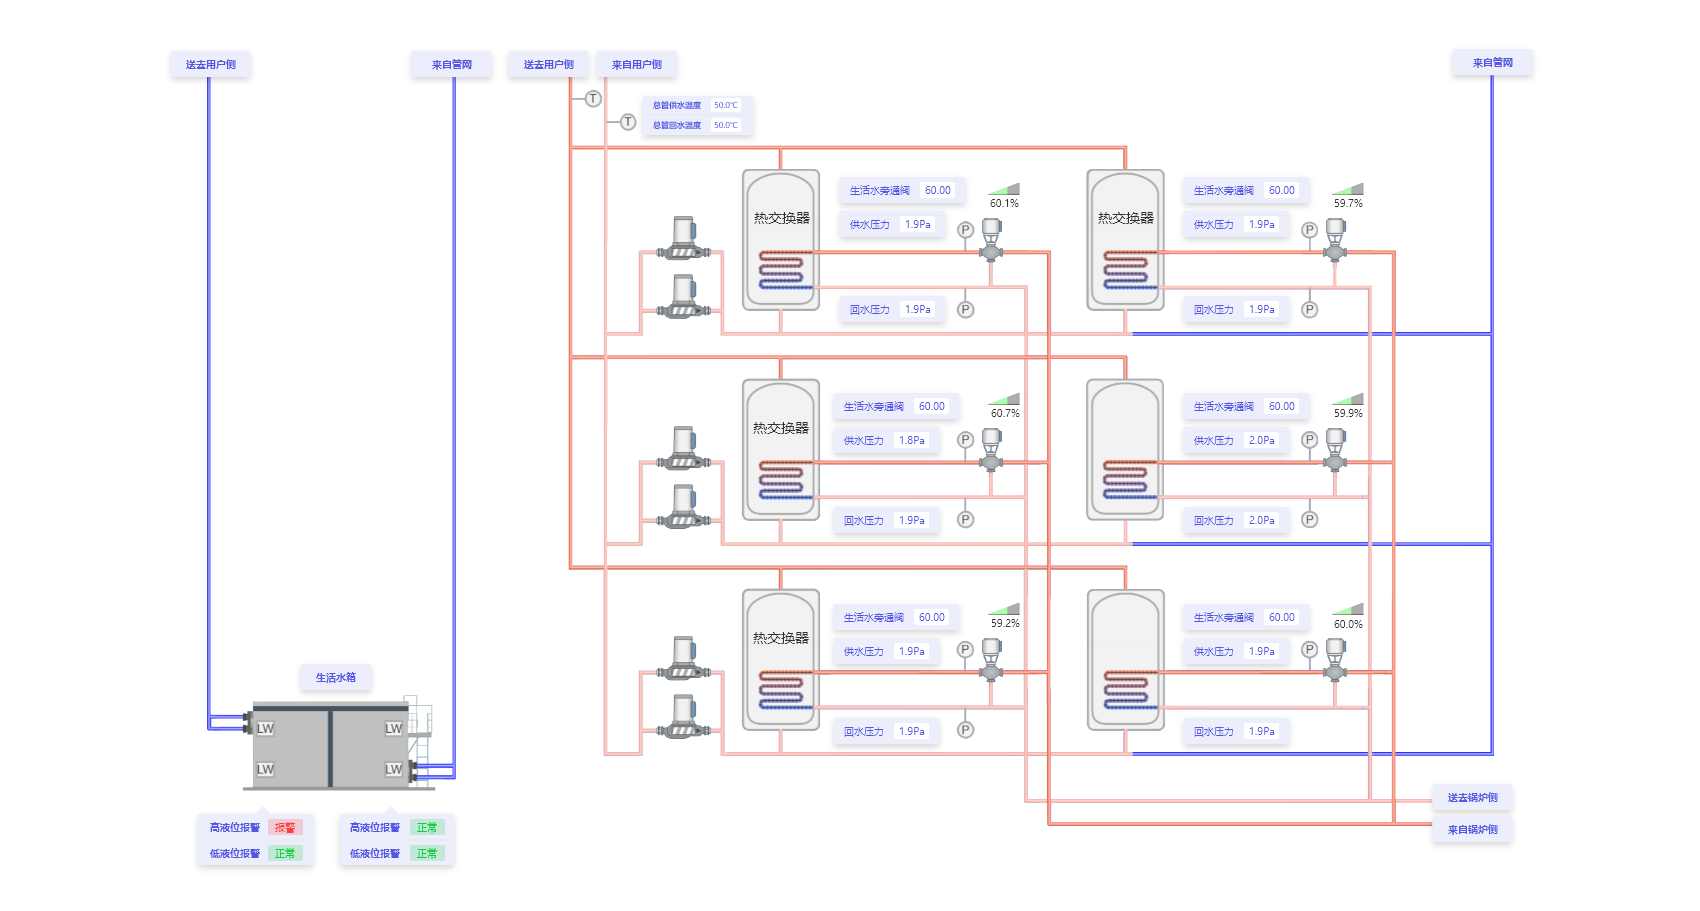 送去用户侧
来自管网
送去用户侧
来自用户侧
来自管网
T
总管供水温度 50.0℃
T
总管回水温度 50.0℃
热交换器
生活水旁通阀 60.00
60.1%
供水压力 1.9Pa
P
回水压力 1.9Pa
P
热交换器
生活水旁通阀 60.00
59.7%
供水压力 1.9Pa
P
回水压力 1.9Pa
P
热交换器
生活水旁通阀 60.00
60.7%
供水压力 1.8Pa
P
回水压力 1.9Pa
P
生活水旁通阀 60.00
59.9%
供水压力 2.0Pa
P
回水压力 2.0Pa
P
热交换器
生活水旁通阀 60.00
59.2%
供水压力 1.9Pa
P
回水压力 1.9Pa
P
生活水旁通阀 60.00
60.0%
供水压力 1.9Pa
P
回水压力 1.9Pa
生活水箱
LW
LW
LW
LW
高液位报警 报警
低液位报警 正常
高液位报警 正常
低液位报警 正常
送去锅炉侧
来自锅炉侧